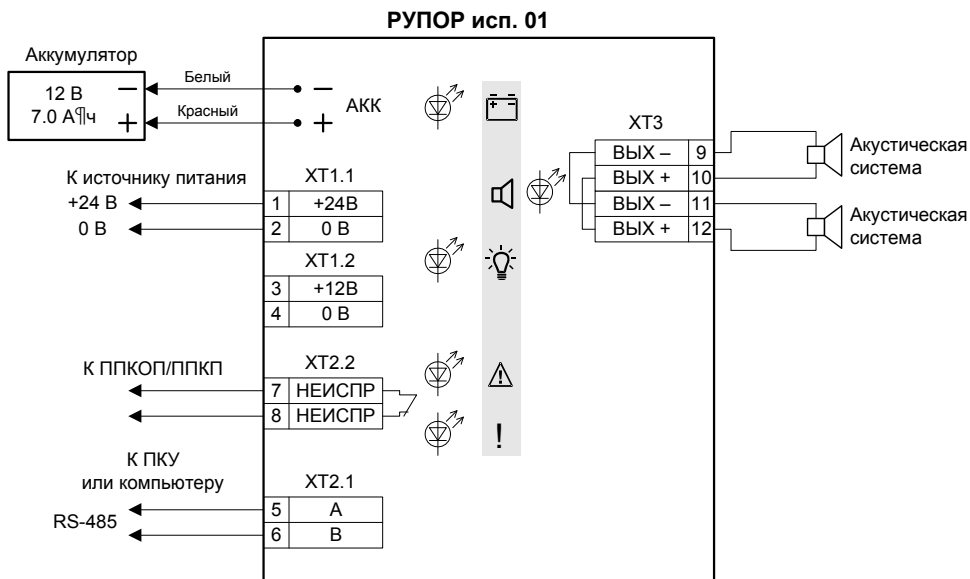 РУПОР исп. 01
Аккумулятор
12 В
7.0 А¶ч
–
+
Белый
Красный
–
+
АКК
К источнику питания
+24 В
0 В
XT1.1
1 +24В
2 0 В
XT1.2
3 +12В
4 0 В
К ППКОП/ППКП
XT2.2
7 НЕИСПР
8 НЕИСПР
!
К ПКУ
или компьютеру
RS-485
XT2.1
5 A
6 B
XT3
ВЫХ – 9
ВЫХ + 10
ВЫХ – 11
ВЫХ + 12
Акустическая
система
Акустическая
система